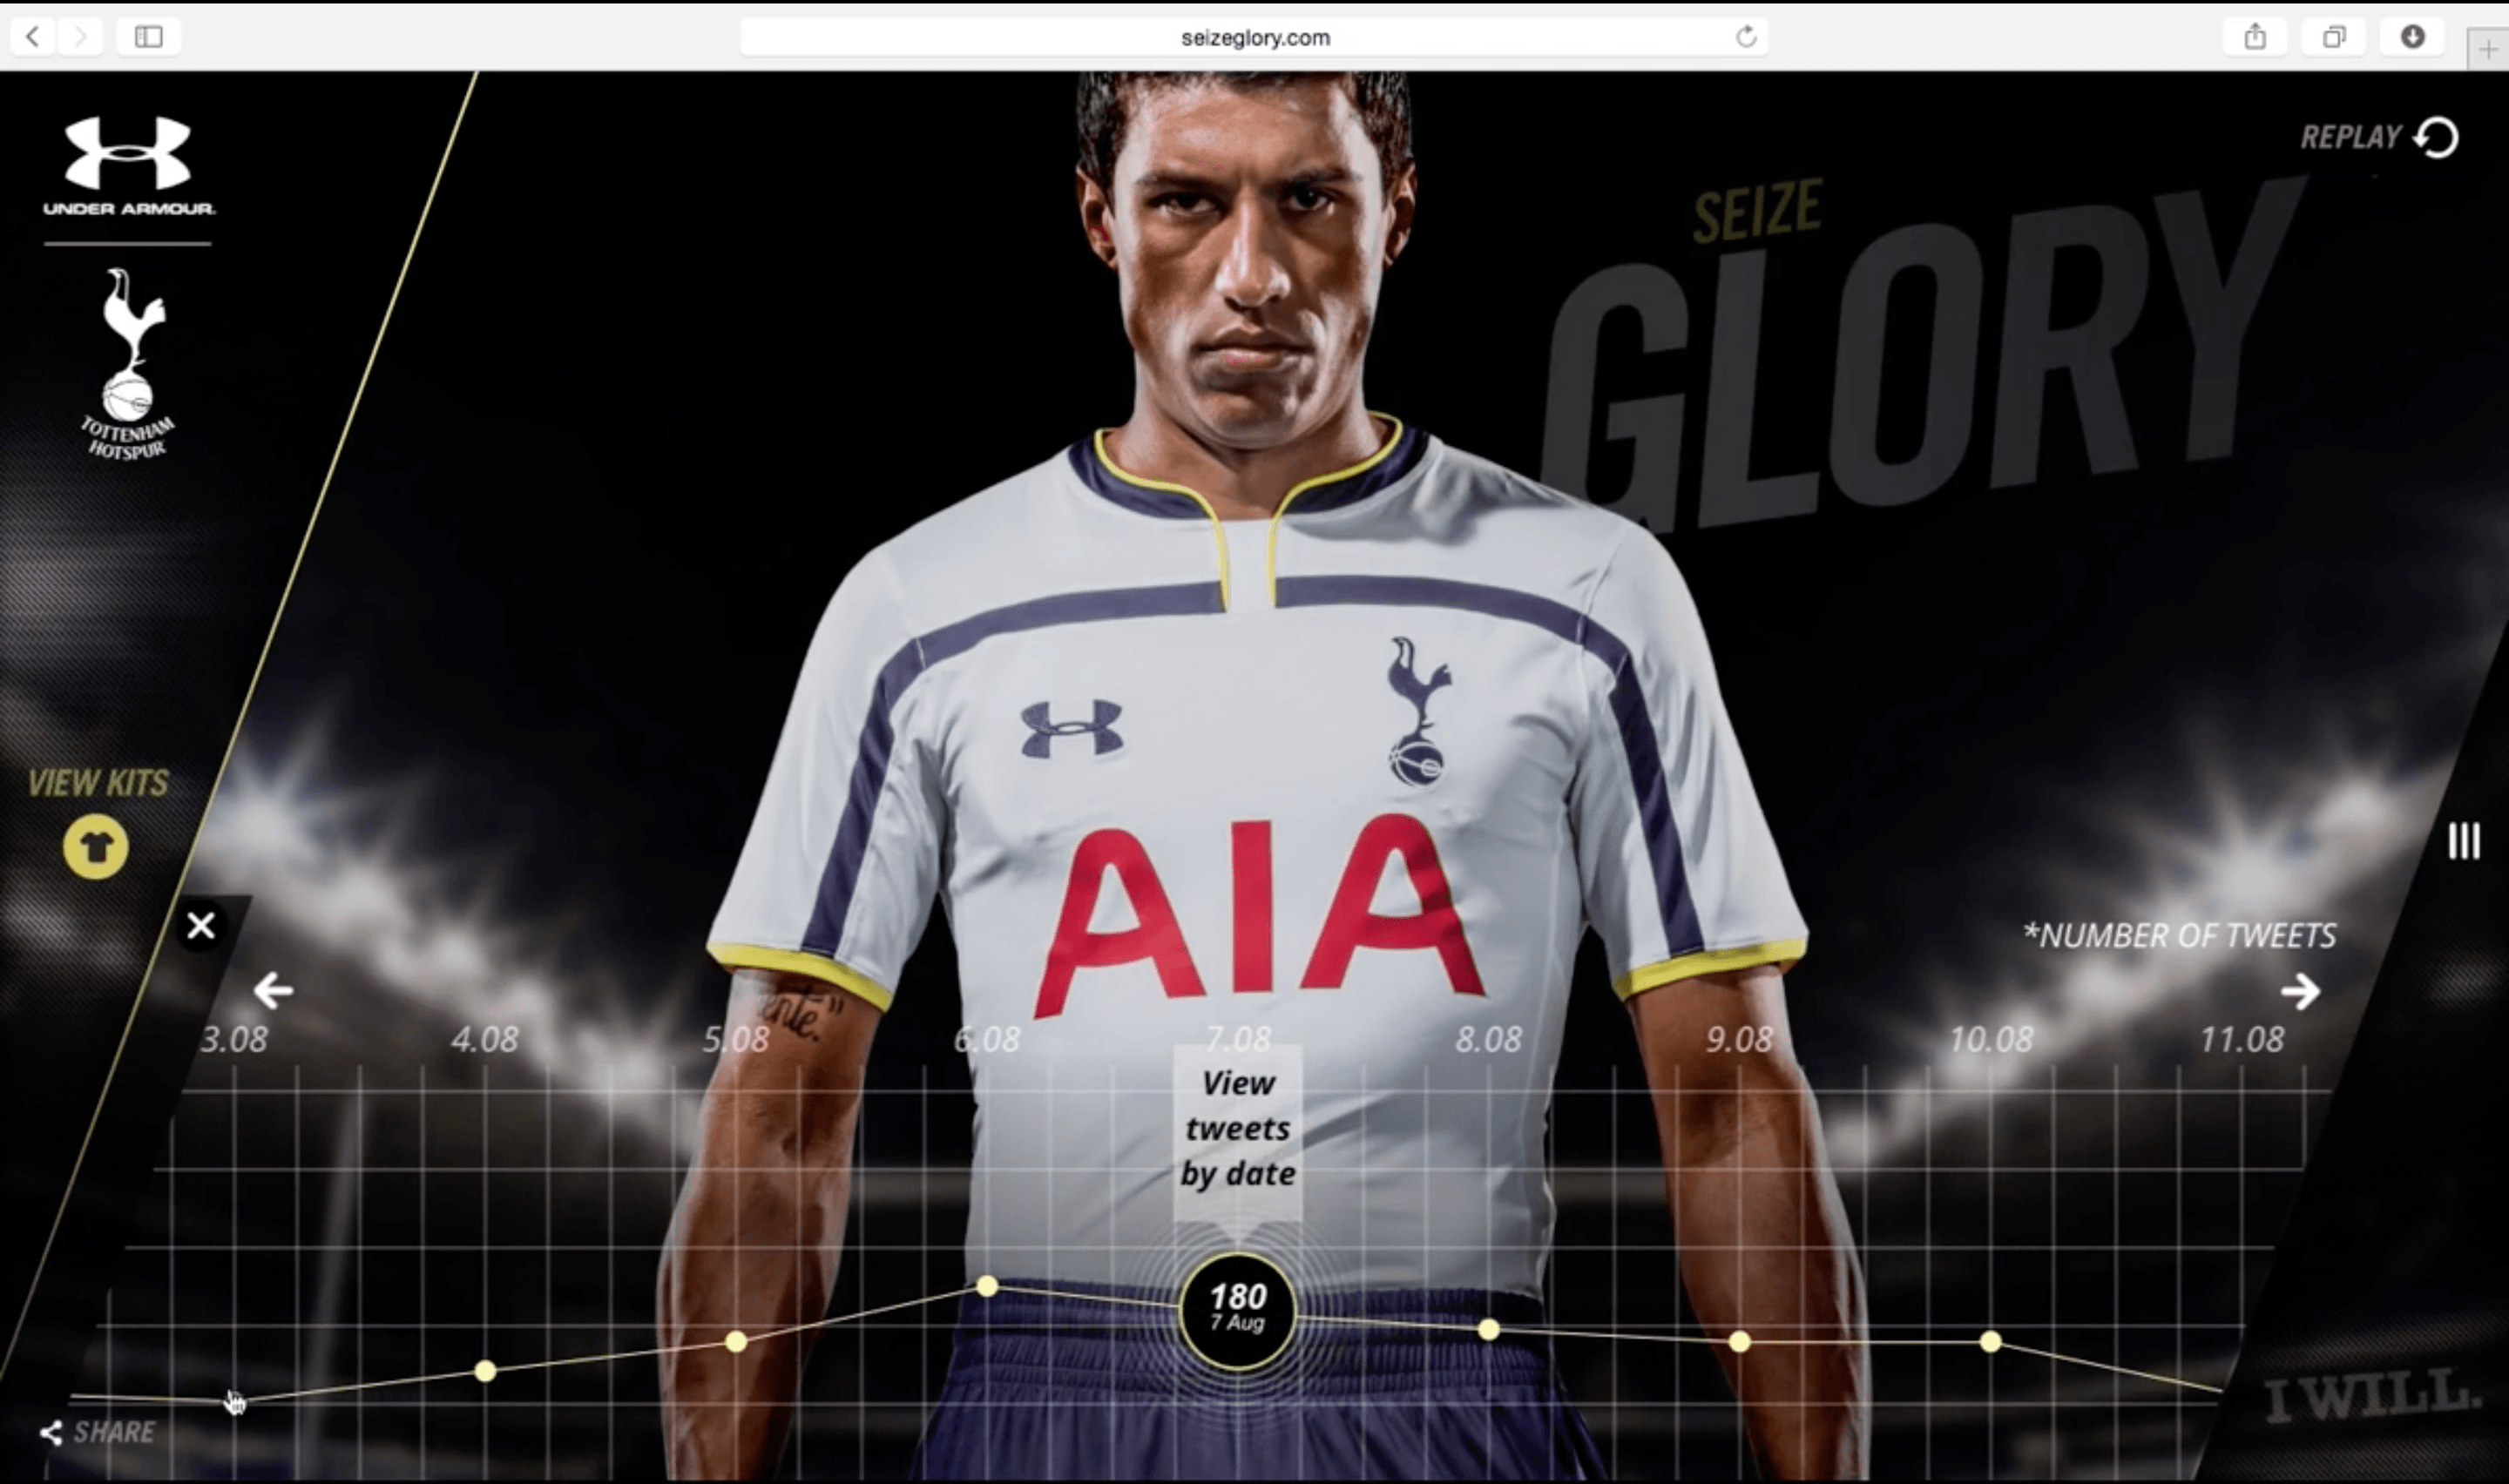 seizeglory.com
UNDER ARMOUR.
TOTTENHAM
HOTSPUR
REPLAY
SEIZE
GLORY
VIEW KITS
AIA
*NUMBER OF TWEETS
3.08 4.08 5.08 6.08 7.08 8.08 9.08 10.08 11.08
View
tweets
by date
180
7 Aug
SHARE
I WILL.